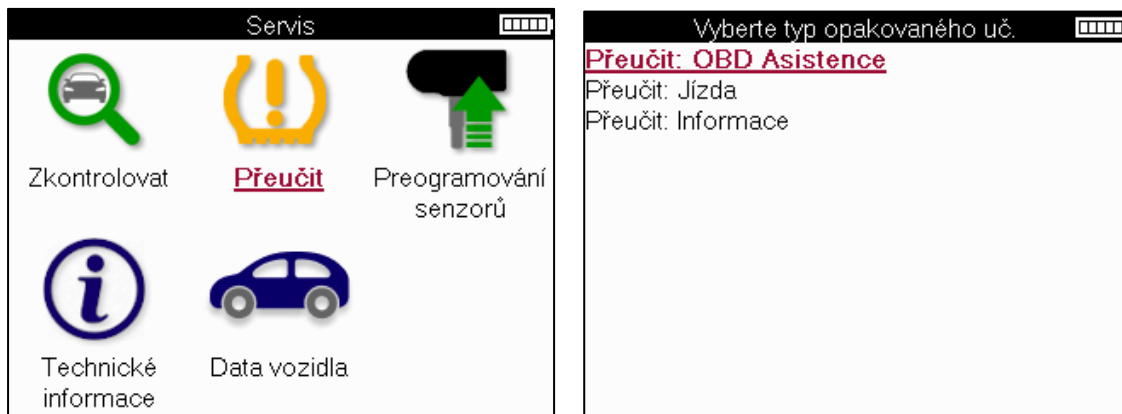 Servis
Zkontrolovat
Přeučit
Preogramování
senzorů
Technické
informace
Data vozidla
Vyberte typ opakovaného uč.
Přeučit: OBD Asistence
Přeučit: Jízda
Přeučit: Informace